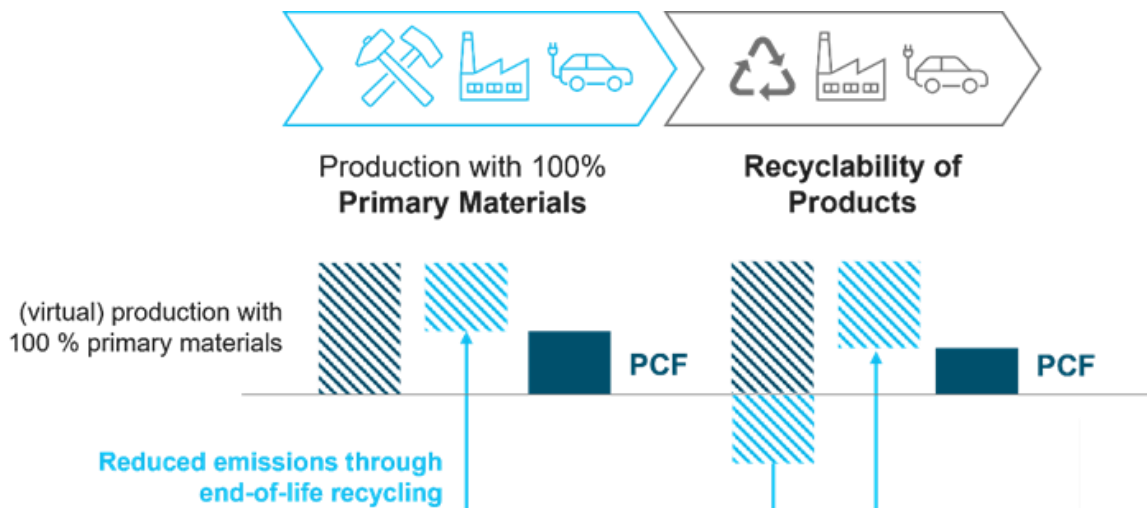 Production with 100%
Primary Materials
Recyclability of
Products
(virtual) production with
100 % primary materials
PCF
PCF
Reduced emissions through
end-of-life recycling